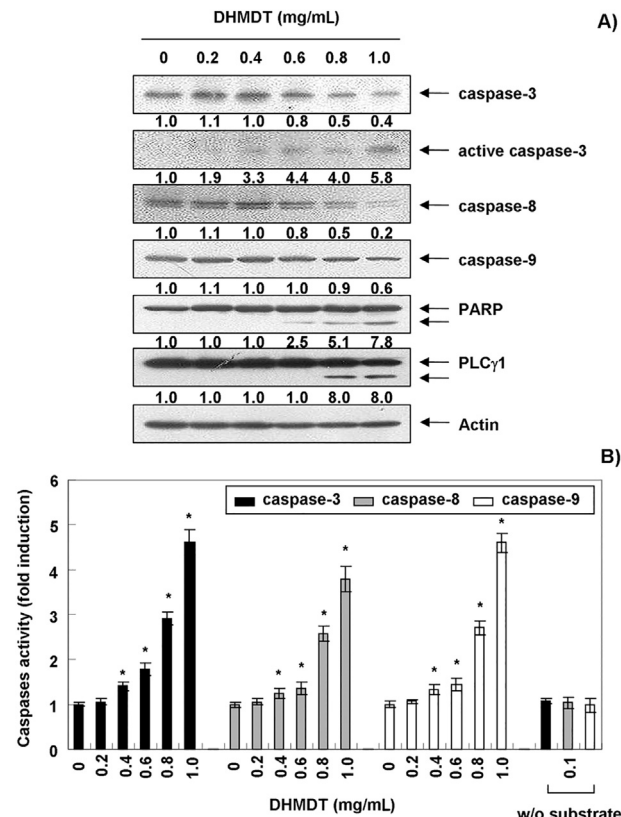 DHMDT (mg/mL)
A)
0 0.2 0.4 0.6 0.8 1.0
caspase-3
1.0 1.1 1.0 0.8 0.5 0.4
active caspase-3
1.0 1.9 3.3 4.4 4.0 5.8
caspase-8
1.0 1.1 1.0 0.8 0.5 0.2
caspase-9
1.0 1.1 1.0 1.0 0.9 0.6
PARP
1.0 1.0 1.0 2.5 5.1 7.8
PLCγ1
1.0 1.0 1.0 1.0 8.0 8.0
Actin
B)
Caspases activity (fold induction)
6
5
4
3
2
1
0
caspase-3 caspase-8 caspase-9
* * * * * * * * * * * *
0 0.2 0.4 0.6 0.8 1.0 0 0.2 0.4 0.6 0.8 1.0 0 0.2 0.4 0.6 0.8 1.0 0.1
DHMDT (mg/mL)
w/o substrate